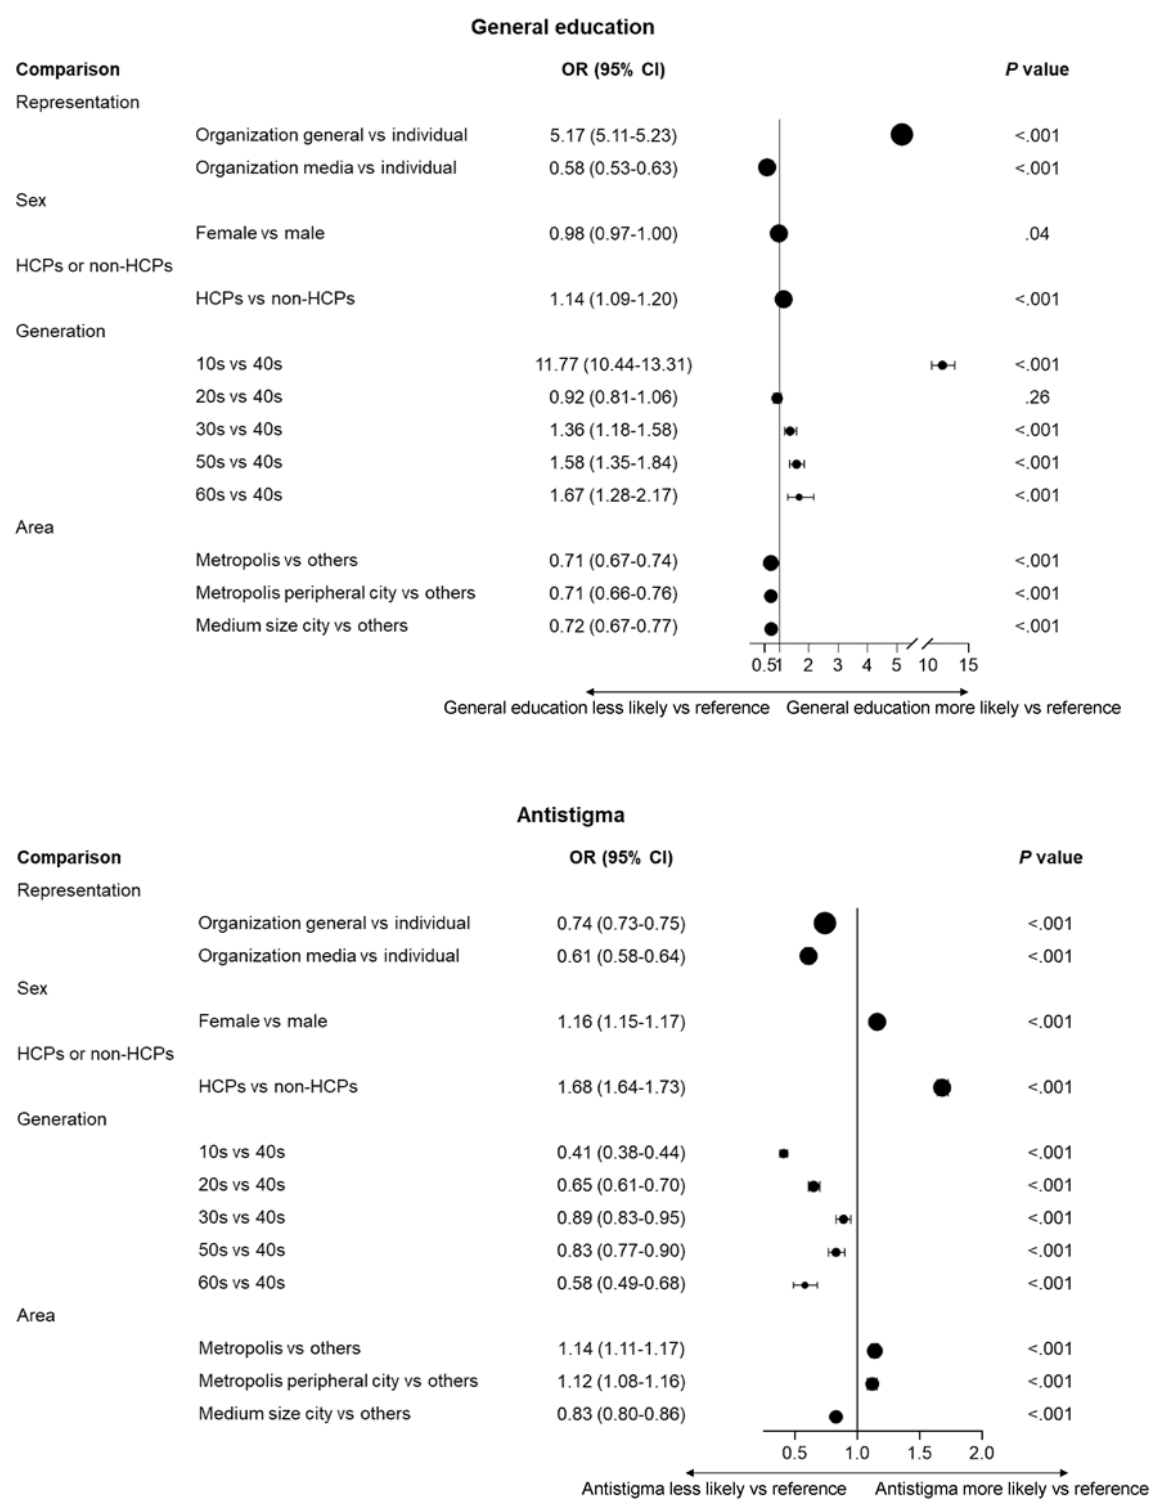 General education
Comparison OR (95% CI) P value
Representation
Organization general vs individual 5.17 (5.11-5.23) <.001
Organization media vs individual 0.58 (0.53-0.63) <.001
Sex
Female vs male 0.98 (0.97-1.00) .04
HCPs or non-HCPs
HCPs vs non-HCPs 1.14 (1.09-1.20) <.001
Generation
10s vs 40s 11.77 (10.44-13.31) <.001
20s vs 40s 0.92 (0.81-1.06) .26
30s vs 40s 1.36 (1.18-1.58) <.001
50s vs 40s 1.58 (1.35-1.84) <.001
60s vs 40s 1.67 (1.28-2.17) <.001
Area
Metropolis vs others 0.71 (0.67-0.74) <.001
Metropolis peripheral city vs others 0.71 (0.66-0.76) <.001
Medium size city vs others 0.72 (0.67-0.77) <.001
0.5 1 2 3 4 5 10 15
General education less likely vs reference General education more likely vs reference
Antistigma
Comparison OR (95% CI) P value
Representation
Organization general vs individual 0.74 (0.73-0.75) <.001
Organization media vs individual 0.61 (0.58-0.64) <.001
Sex
Female vs male 1.16 (1.15-1.17) <.001
HCPs or non-HCPs
HCPs vs non-HCPs 1.68 (1.64-1.73) <.001
Generation
10s vs 40s 0.41 (0.38-0.44) <.001
20s vs 40s 0.65 (0.61-0.70) <.001
30s vs 40s 0.89 (0.83-0.95) <.001
50s vs 40s 0.83 (0.77-0.90) <.001
60s vs 40s 0.58 (0.49-0.68) <.001
Area
Metropolis vs others 1.14 (1.11-1.17) <.001
Metropolis peripheral city vs others 1.12 (1.08-1.16) <.001
Medium size city vs others 0.83 (0.80-0.86) <.001
0.5 1.0 1.5 2.0
Antistigma less likely vs reference Antistigma more likely vs reference